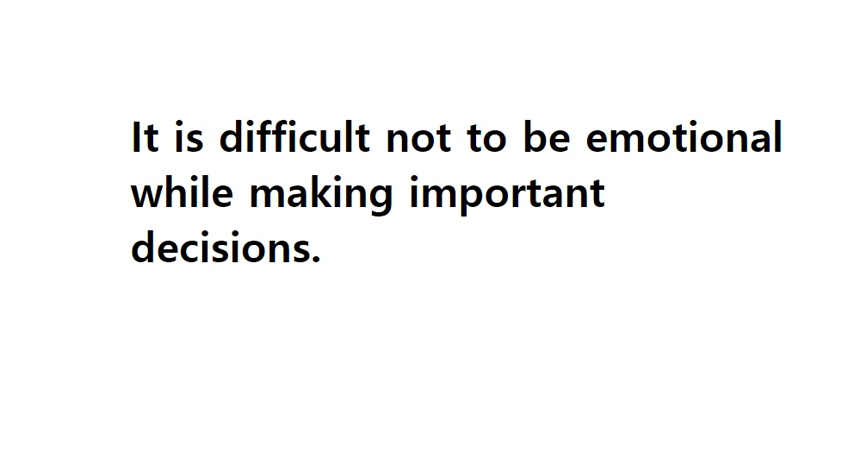 It is difficult not to be emotional
while making important
decisions.